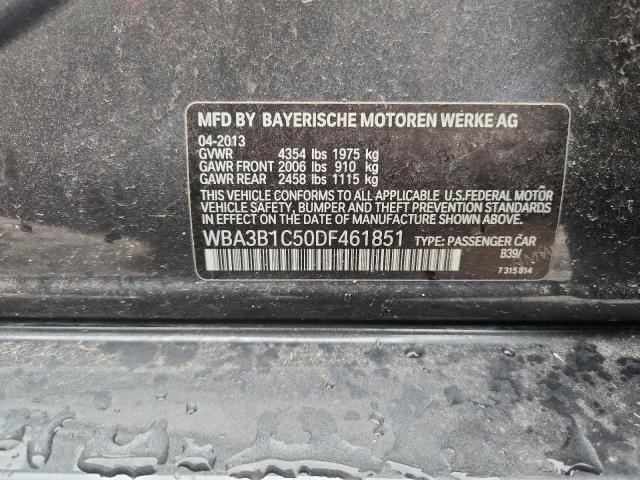 MFD BY BAYERISCHE MOTOREN WERKE AG
04-2013
GVWR 4354 lbs 1975 kg
GAWR FRONT 2006 lbs 910 kg
GAWR REAR 2458 lbs 1115 kg
THIS VEHICLE CONFORMS TO ALL APPLICABLE U.S.FEDERAL MOTOR
VEHICLE SAFETY, BUMPER AND THEFT PREVENTION STANDARDS
IN EFFECT ON THE DATE OF MANUFACTURE SHOWN ABOVE.
WBA3B1C50DF461851 TYPE: PASSENGER CAR
B39/
7 315 814